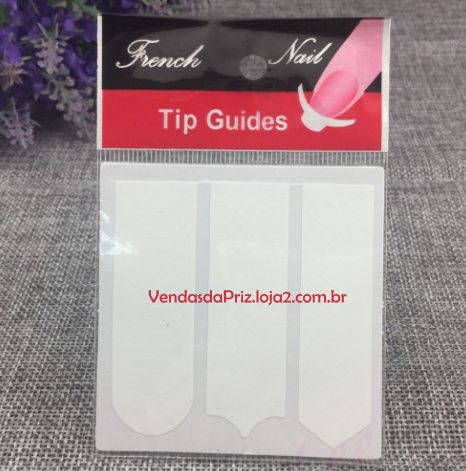 French Nail
Tip Guides
VendasdaPriz.loja2.com.br